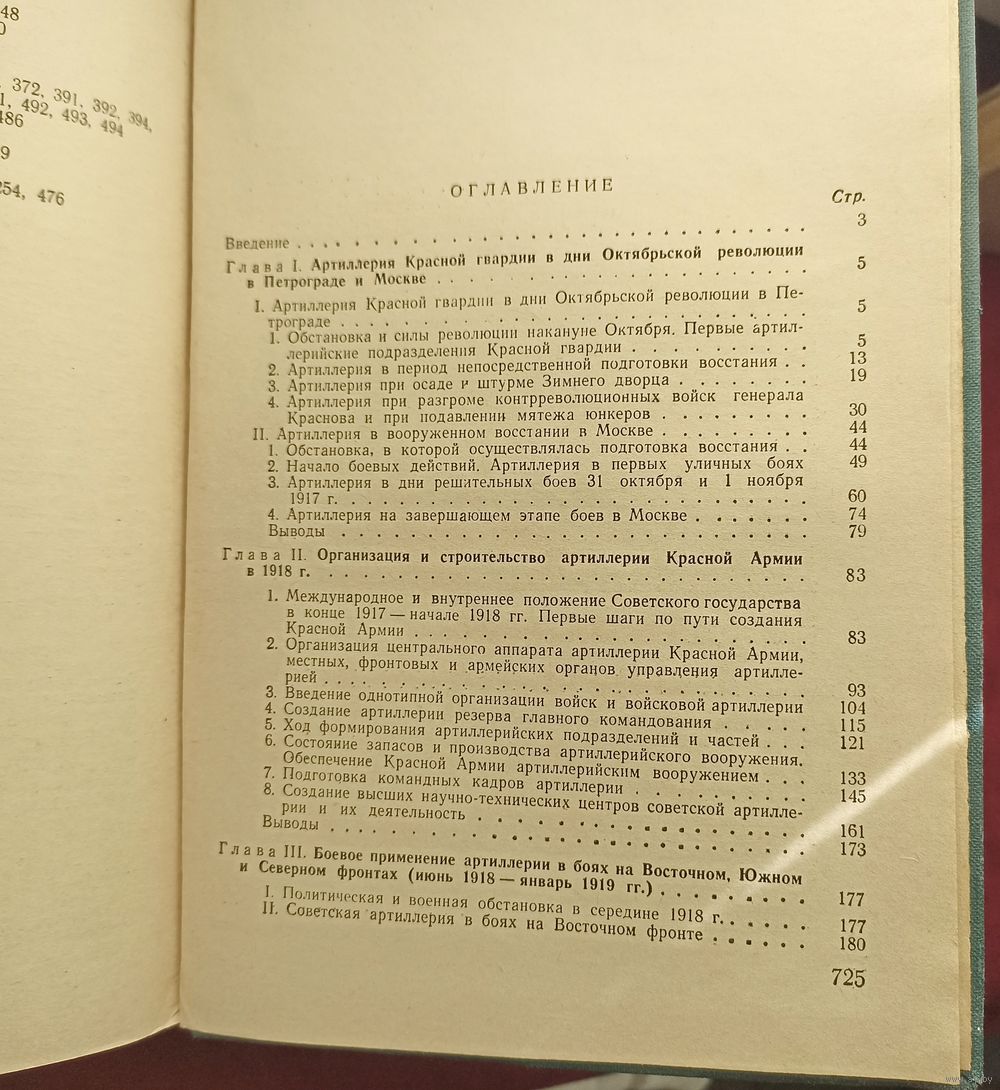 48
0
372, 391, 392, 394,
1, 492, 493, 494
486
9
254, 476
ОГЛАВЛЕНИЕ
Стр.
Введение . . . . . . . . . . . . . . . . . . . . . . . 3
Глава I. Артиллерия Красной гвардии в дни Октябрьской революции
в Петрограде и Москве . . . . . . . . . . . . . . . . . 5
I. Артиллерия Красной гвардии в дни Октябрьской революции в Пе-
трограде . . . . . . . . . . . . . . . . . . . . . . 5
1. Обстановка и силы революции накануне Октября. Первые артил-
лерийские подразделения Красной гвардии . . . . . . . . 5
2. Артиллерия в период непосредственной подготовки восстания . . 13
3. Артиллерия при осаде и штурме Зимнего дворца . . . . . . . 19
4. Артиллерия при разгроме контрреволюционных войск генерала
Краснова и при подавлении мятежа юнкеров . . . . . . . . 30
II. Артиллерия в вооруженном восстании в Москве . . . . . . . 44
1. Обстановка, в которой осуществлялась подготовка восстания . . 44
2. Начало боевых действий. Артиллерия в первых уличных боях 49
3. Артиллерия в дни решительных боев 31 октября и 1 ноября
1917 г. . . . . . . . . . . . . . . . . . . . . . . . 60
4. Артиллерия на завершающем этапе боев в Москве . . . . . . 74
Выводы . . . . . . . . . . . . . . . . . . . . . . . 79
Глава II. Организация и строительство артиллерии Красной Армии
в 1918 г. . . . . . . . . . . . . . . . . . . . . . . . 83
1. Международное и внутреннее положение Советского государства
в конце 1917 — начале 1918 гг. Первые шаги по пути создания
Красной Армии . . . . . . . . . . . . . . . . . . . . 83
2. Организация центрального аппарата артиллерии Красной Армии,
местных, фронтовых и армейских органов управления артилле-
рией . . . . . . . . . . . . . . . . . . . . . . . . 93
3. Введение однотипной организации войск и войсковой артиллерии 104
4. Создание артиллерии резерва главного командования . . . . . 115
5. Ход формирования артиллерийских подразделений и частей . . . 121
6. Состояние запасов и производства артиллерийского вооружения.
Обеспечение Красной Армии артиллерийским вооружением . . . 133
7. Подготовка командных кадров артиллерии . . . . . . . . . 145
8. Создание высших научно-технических центров советской артилле-
рии и их деятельность . . . . . . . . . . . . . . . . 161
Выводы . . . . . . . . . . . . . . . . . . . . . . . 173
Глава III. Боевое применение артиллерии в боях на Восточном, Южном
и Северном фронтах (июнь 1918 — январь 1919 гг.) . . . . . . . 177
I. Политическая и военная обстановка в середине 1918 г. . . . . 177
II. Советская артиллерия в боях на Восточном фронте . . . . . . 180
725